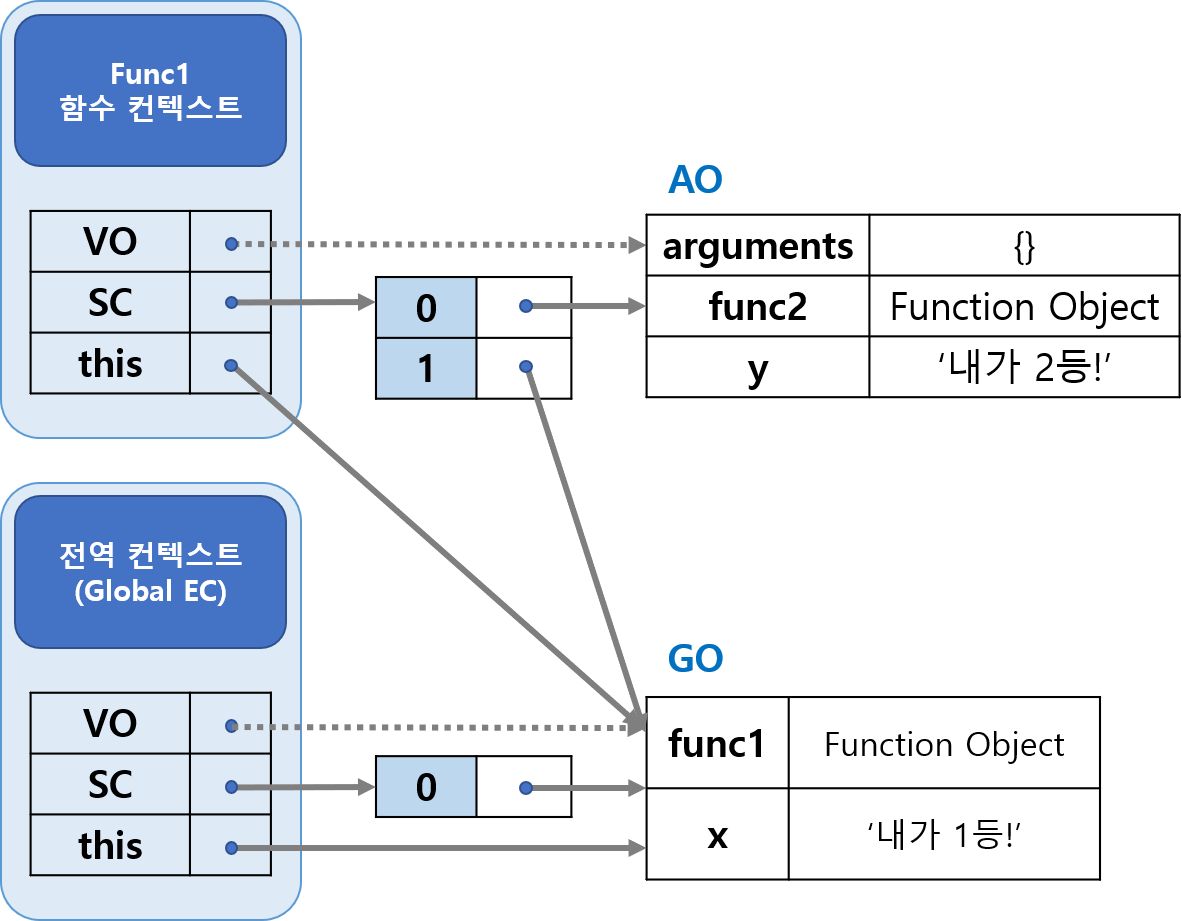 Func1
함수 컨텍스트
VO
SC
this
0
1
AO
arguments {}
func2 Function Object
y ‘내가 2등!’
전역 컨텍스트
(Global EC)
VO
SC
this
0
GO
func1 Function Object
x ‘내가 1등!’